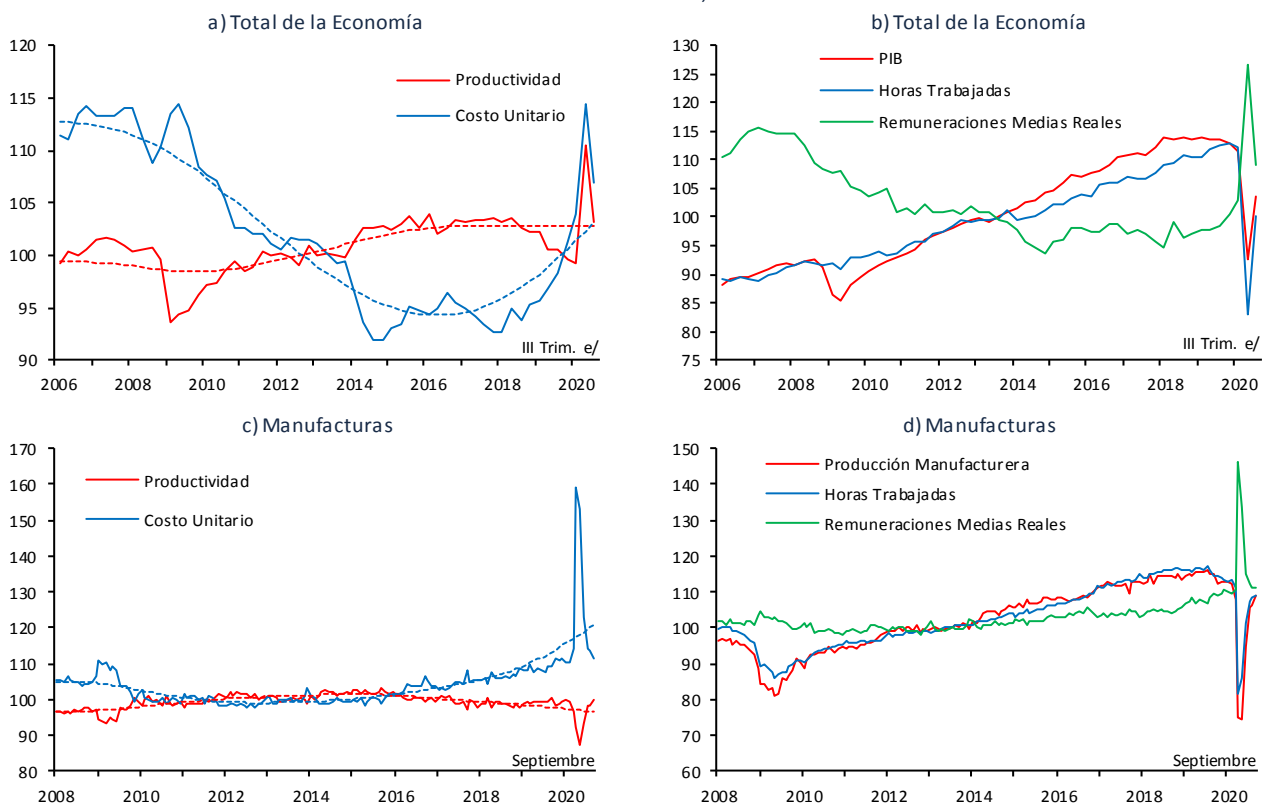 a) Total de la Economía
120
115
110
105
100
95
90
Productividad
Costo Unitario
III Trim. e/
2006 2008 2010 2012 2014 2016 2018 2020
b) Total de la Economía
130
125
120
115
110
105
100
95
90
85
80
75
PIB
Horas Trabajadas
Remuneraciones Medias Reales
III Trim. e/
2006 2008 2010 2012 2014 2016 2018 2020
c) Manufacturas
170
160
150
140
130
120
110
100
90
80
Productividad
Costo Unitario
Septiembre
2008 2010 2012 2014 2016 2018 2020
d) Manufacturas
150
140
130
120
110
100
90
80
70
60
Producción Manufacturera
Horas Trabajadas
Remuneraciones Medias Reales
Septiembre
2008 2010 2012 2014 2016 2018 2020